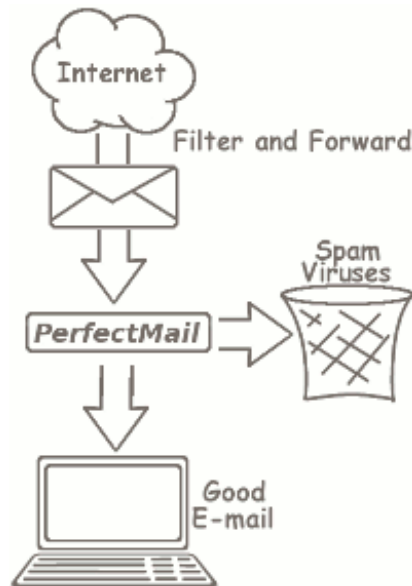 Internet
Filter and Forward
Spam
Viruses
PerfectMail
Good
E-mail